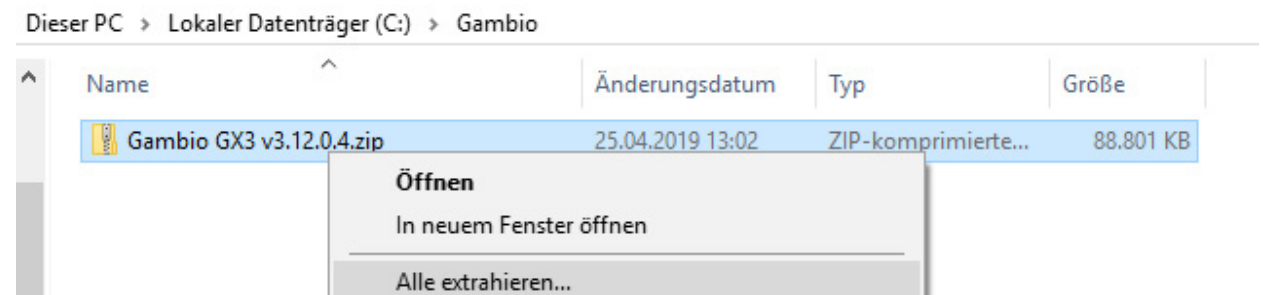 Dieser PC > Lokaler Datenträger (C:) > Gambio
Name Änderungsdatum Typ Größe
Gambio GX3 v3.12.0.4.zip 25.04.2019 13:02 ZIP-komprimierte... 88.801 KB
Öffnen
In neuem Fenster öffnen
Alle extrahieren...